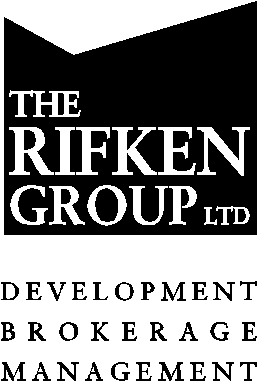 THE
RIFKEN
GROUP LTD
DEVELOPMENT
BROKERAGE
MANAGEMENT